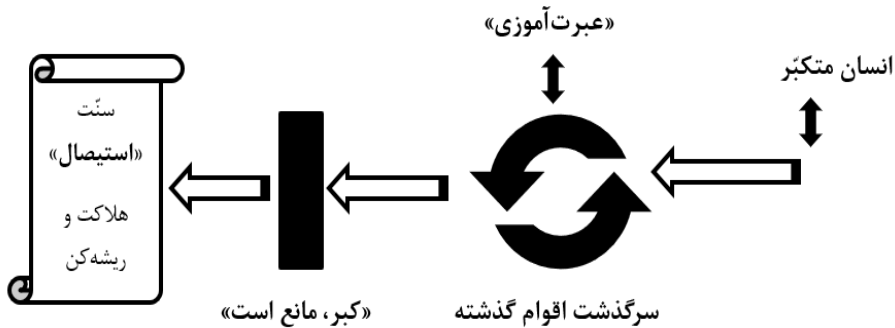 انسان متکبّر
«عبرت‌آموزی»
سرگذشت اقوام گذشته
«کبر، مانع است»
سنّت
«استیصال»
هلاکت و
ریشه‌کن